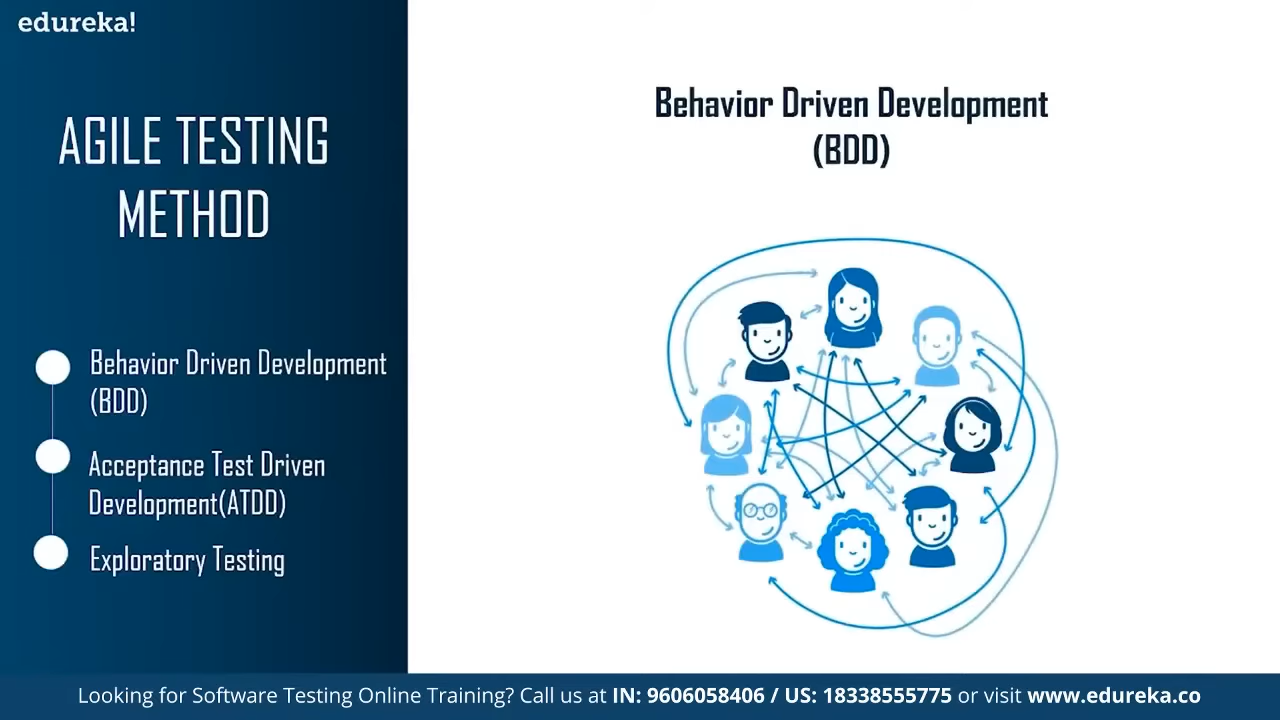 edureka!
AGILE TESTING
METHOD
Behavior Driven Development
(BDD)
Acceptance Test Driven
Development(ATDD)
Exploratory Testing
Behavior Driven Development
(BDD)
Looking for Software Testing Online Training? Call us at IN: 9606058406 / US: 18338555775 or visit www.edureka.co